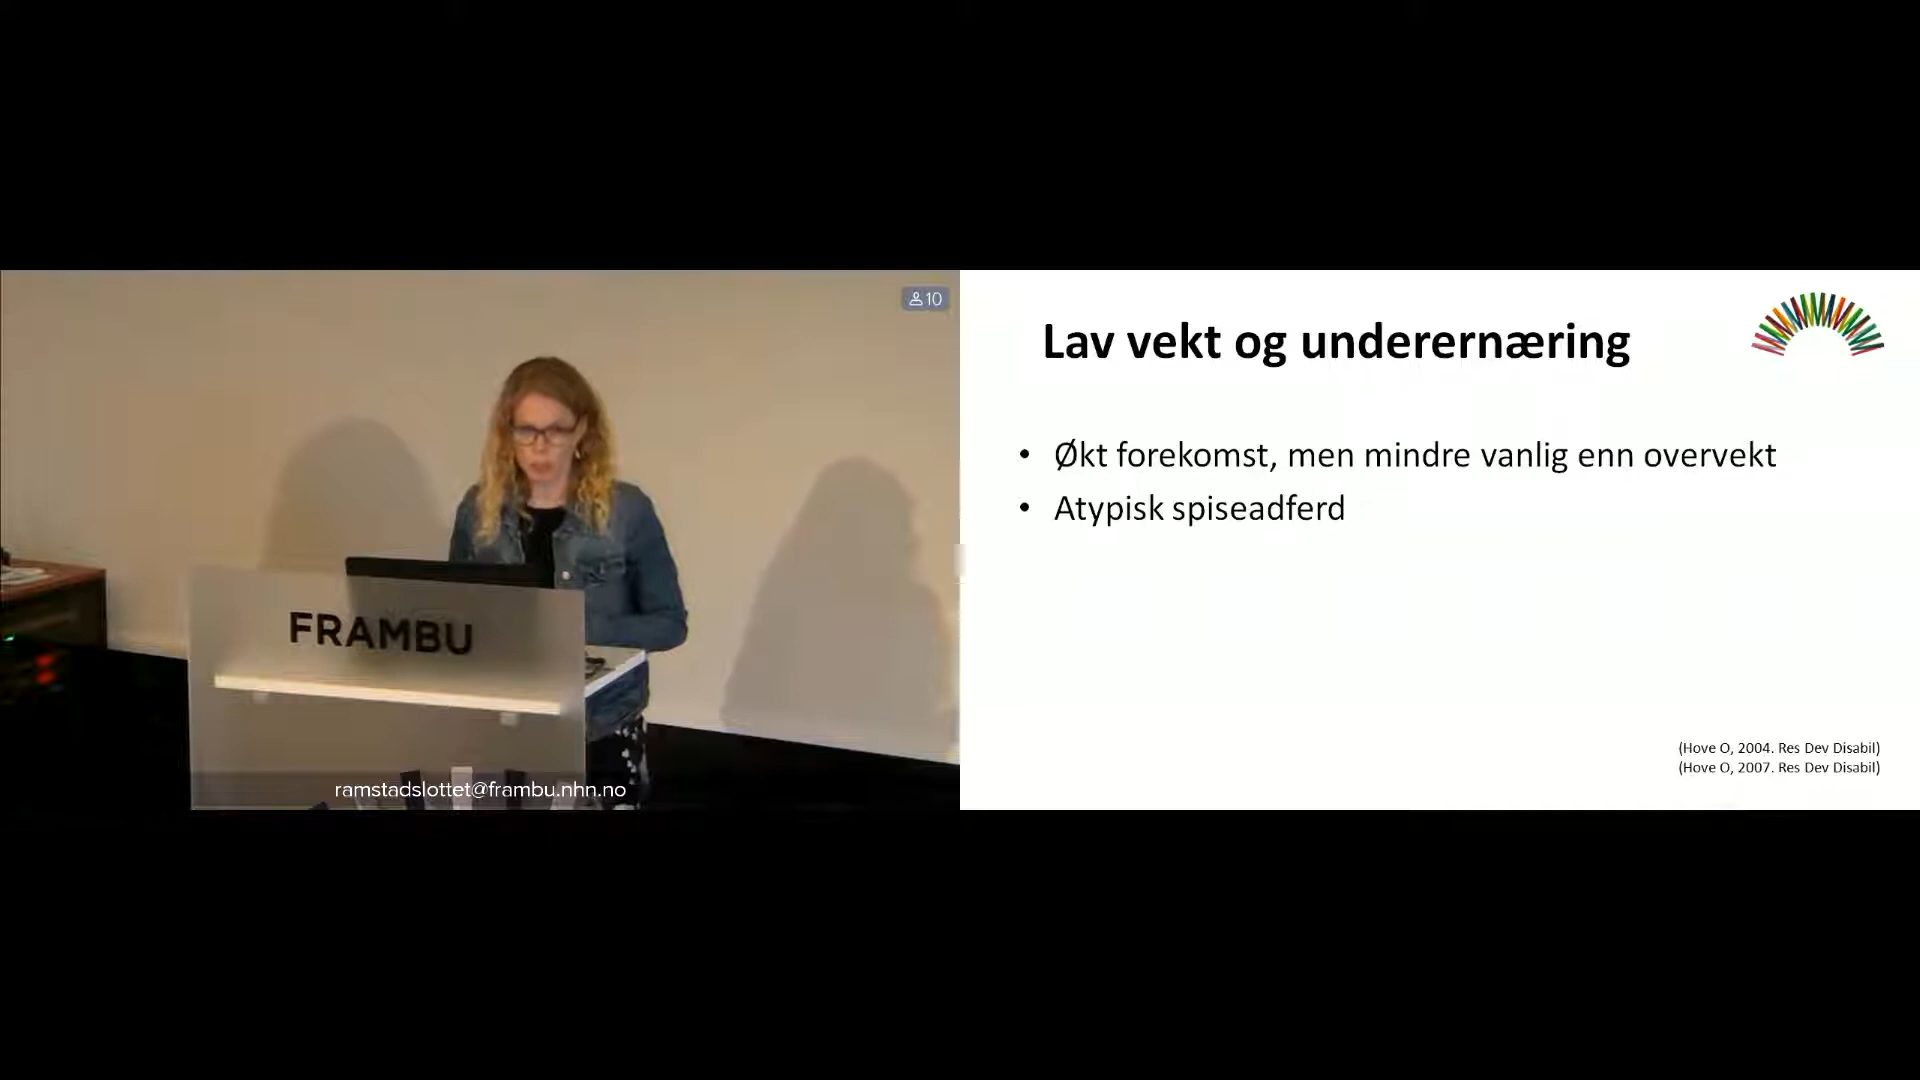 10
FRAMBU
ramstadslottet@frambu.nhn.no
Lav vekt og underernæring
• Økt forekomst, men mindre vanlig enn overvekt
• Atypisk spiseadferd
(Hove O, 2004. Res Dev Disabil)
(Hove O, 2007. Res Dev Disabil)